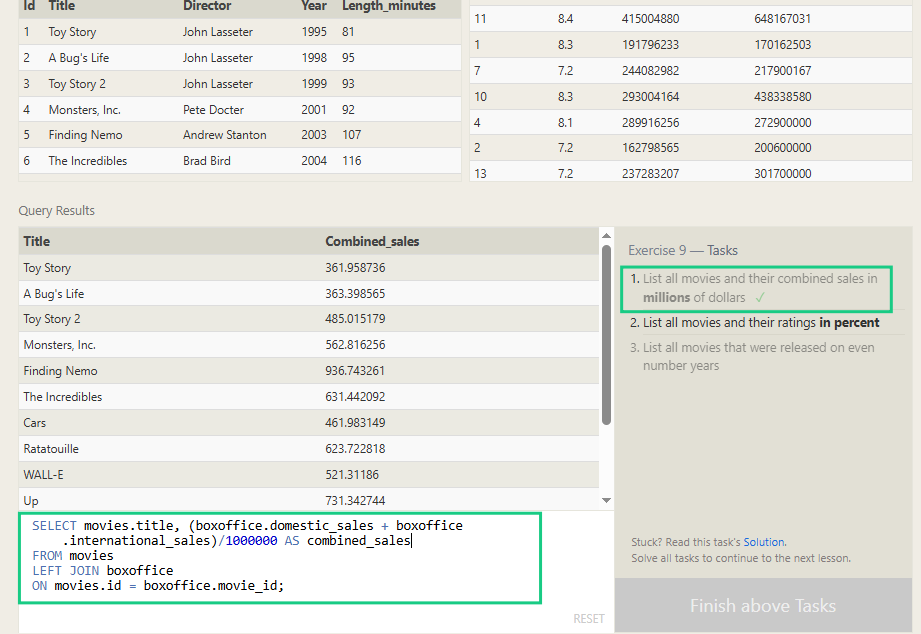 Id Title Director Year Length_minutes
1 Toy Story John Lasseter 1995 81
2 A Bug's Life John Lasseter 1998 95
3 Toy Story 2 John Lasseter 1999 93
4 Monsters, Inc. Pete Docter 2001 92
5 Finding Nemo Andrew Stanton 2003 107
6 The Incredibles Brad Bird 2004 116
11 8.4 415004880 648167031
1 8.3 191796233 170162503
7 7.2 244082982 217900167
10 8.3 293004164 438338580
4 8.1 289916256 272900000
2 7.2 162798565 200600000
13 7.2 237283207 301700000
Query Results
Title Combined_sales
Toy Story 361.958736
A Bug's Life 363.398565
Toy Story 2 485.015179
Monsters, Inc. 562.816256
Finding Nemo 936.743261
The Incredibles 631.442092
Cars 461.983149
Ratatouille 623.722818
WALL-E 521.31186
Up 731.342744
SELECT movies.title, (boxoffice.domestic_sales + boxoffice
.international_sales)/1000000 AS combined_sales
FROM movies
LEFT JOIN boxoffice
ON movies.id = boxoffice.movie_id;
RESET
Exercise 9 — Tasks
1. List all movies and their combined sales in
millions of dollars ✓
2. List all movies and their ratings in percent
3. List all movies that were released on even
number years
Stuck? Read this task's Solution.
Solve all tasks to continue to the next lesson.
Finish above Tasks